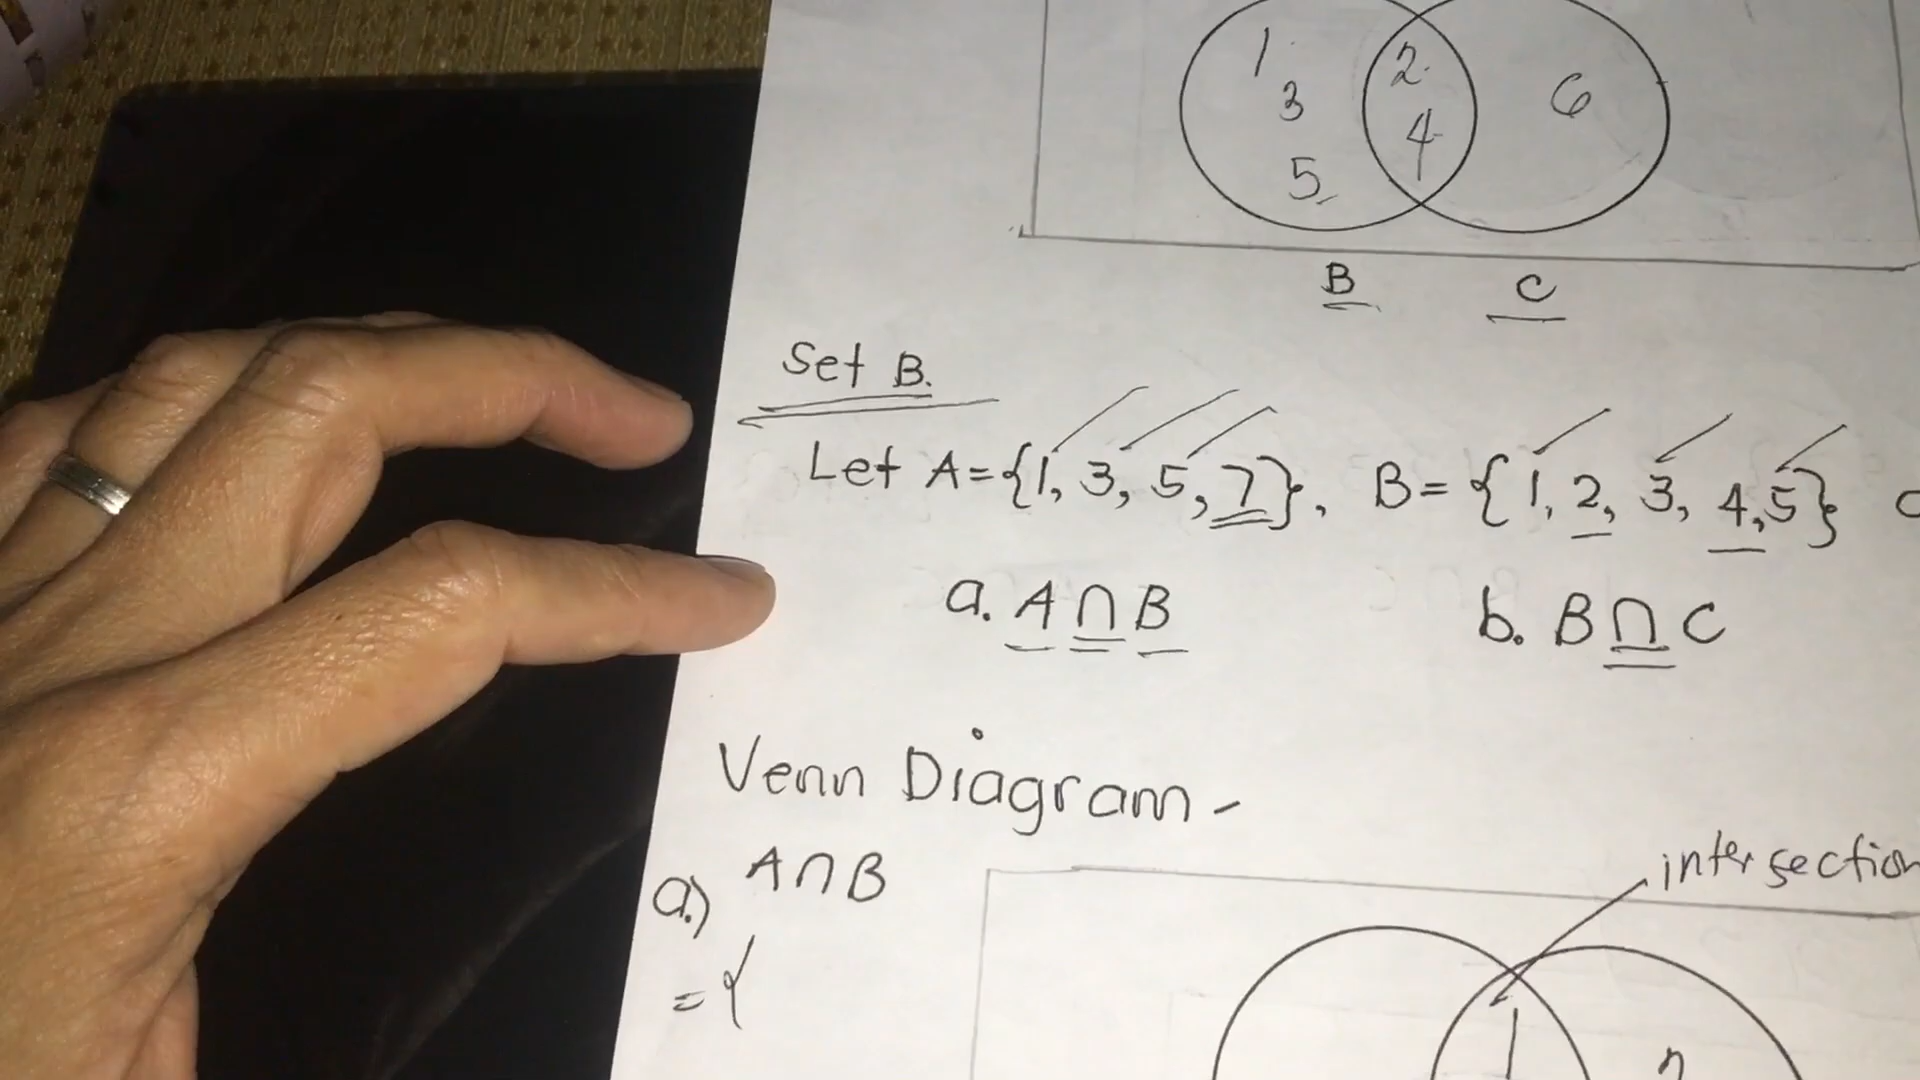 1 2 6
3
4
5
B C
Set B.
Let A={1, 3, 5, 7}, B={1, 2, 3, 4, 5}
a. A∩B b. B∩C
Venn Diagram -
a.) A∩B
intersection
={
1 2